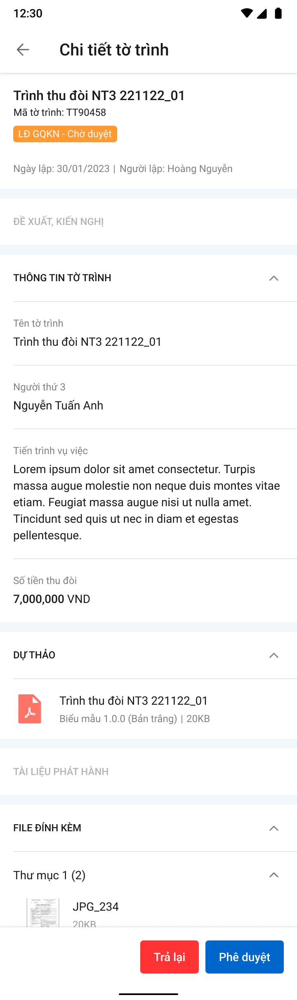 12:30
Chi tiết tờ trình
Trình thu đòi NT3 221122_01
Mã tờ trình: TT90458
LĐ GQKN - Chờ duyệt
Ngày lập: 30/01/2023 | Người lập: Hoàng Nguyễn
ĐỀ XUẤT, KIẾN NGHỊ
THÔNG TIN TỜ TRÌNH
Tên tờ trình
Trình thu đòi NT3 221122_01
Người thứ 3
Nguyễn Tuấn Anh
Tiến trình vụ việc
Lorem ipsum dolor sit amet consectetur. Turpis
massa augue molestie non neque duis montes vitae
etiam. Feugiat massa augue nisi ut nulla amet.
Tincidunt sed quis ut nec in diam et egestas
pellentesque.
Số tiền thu đòi
7,000,000 VND
DỰ THẢO
Trình thu đòi NT3 221122_01
Biểu mẫu 1.0.0 (Bản trắng) | 20KB
TÀI LIỆU PHÁT HÀNH
FILE ĐÍNH KÈM
Thư mục 1 (2)
JPG_234
20KB
Trả lại
Phê duyệt